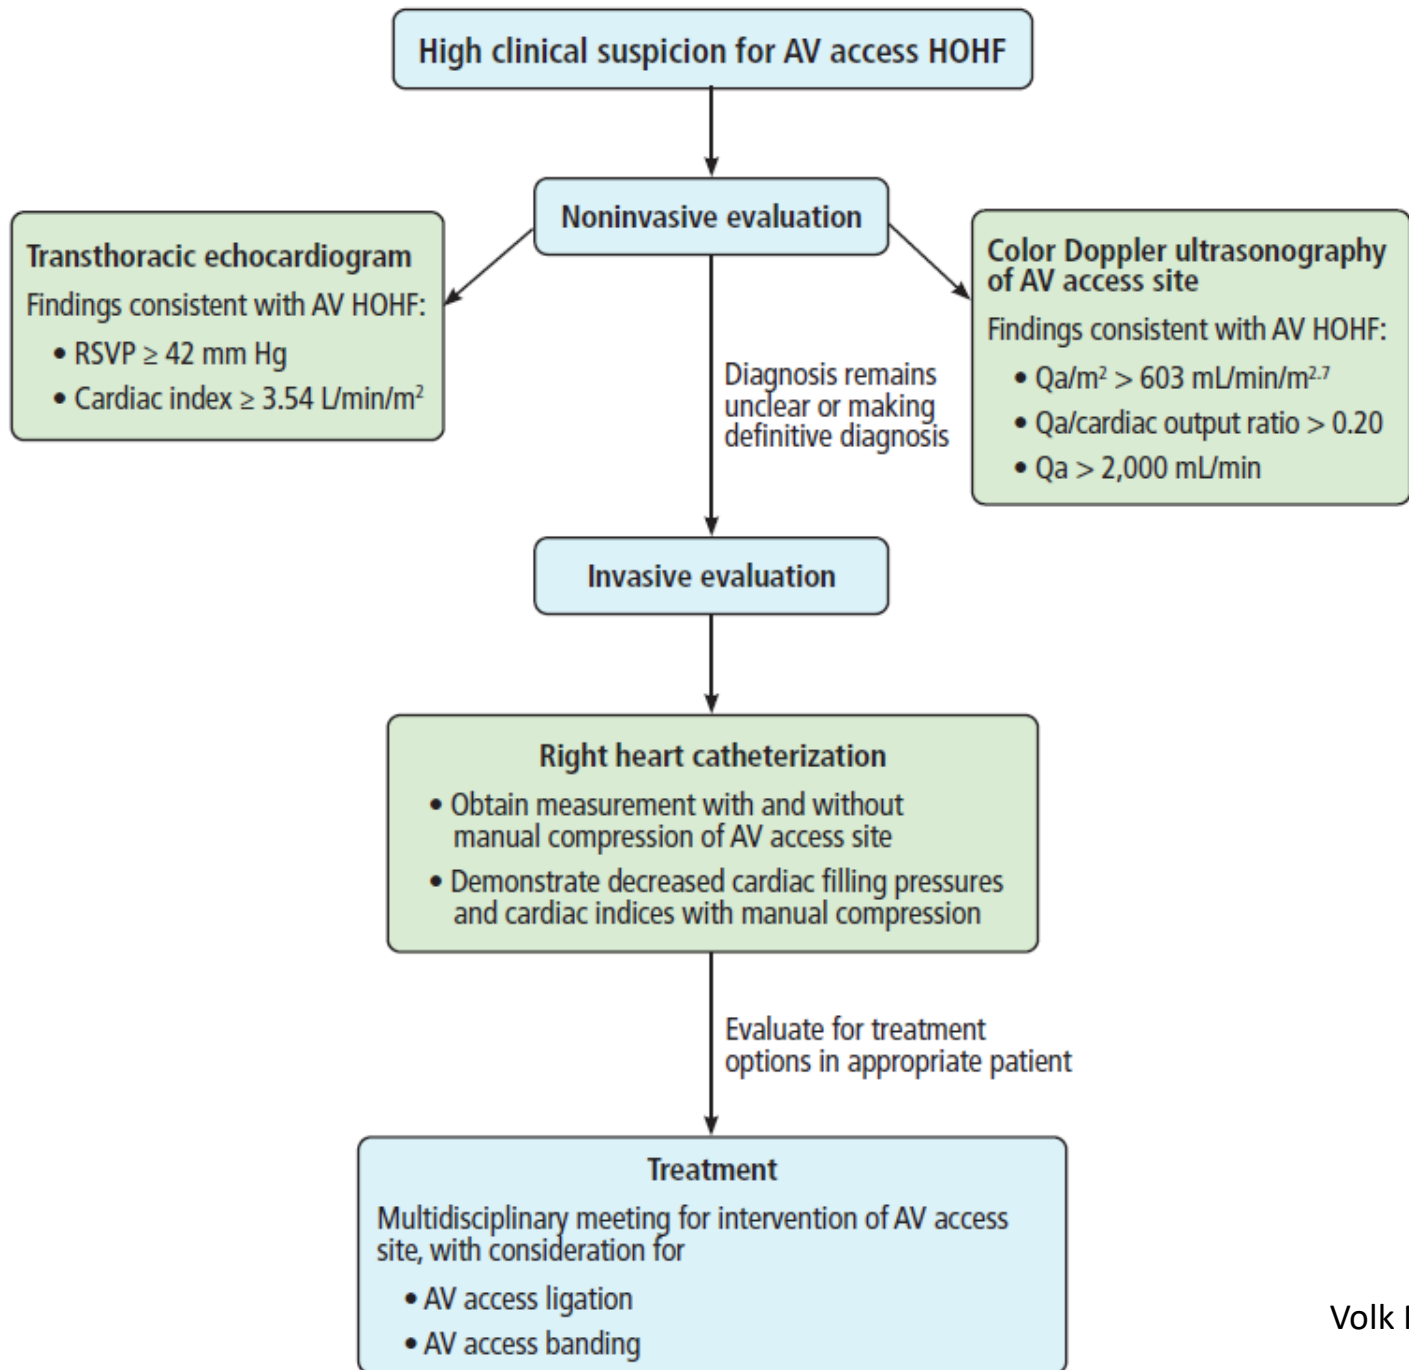 High clinical suspicion for AV access HOHF
Noninvasive evaluation
Transthoracic echocardiogram
Findings consistent with AV HOHF:
• RSVP ≥ 42 mm Hg
• Cardiac index ≥ 3.54 L/min/m²
Color Doppler ultrasonography
of AV access site
Findings consistent with AV HOHF:
• Qa/m² > 603 mL/min/m²·⁷
• Qa/cardiac output ratio > 0.20
• Qa > 2,000 mL/min
Diagnosis remains
unclear or making
definitive diagnosis
Invasive evaluation
Right heart catheterization
• Obtain measurement with and without
manual compression of AV access site
• Demonstrate decreased cardiac filling pressures
and cardiac indices with manual compression
Evaluate for treatment
options in appropriate patient
Treatment
Multidisciplinary meeting for intervention of AV access
site, with consideration for
• AV access ligation
• AV access banding
Volk